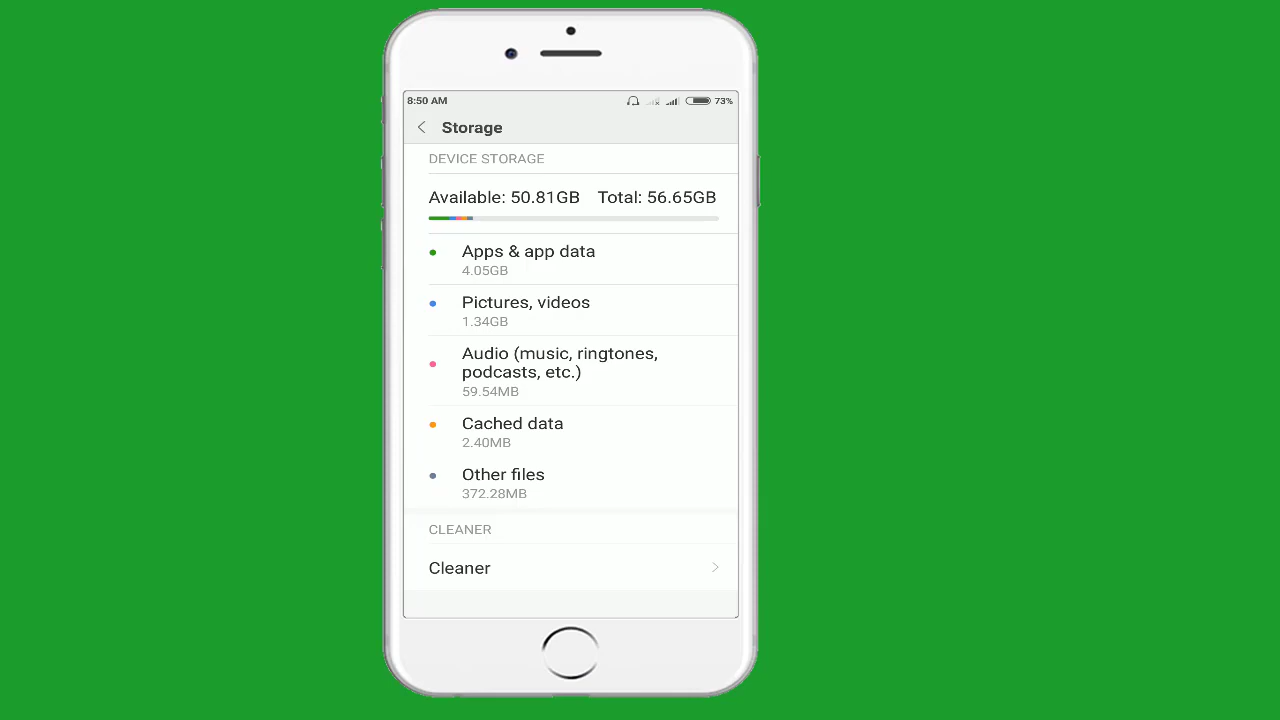 8:50 AM 73%
Storage
DEVICE STORAGE
Available: 50.81GB Total: 56.65GB
Apps & app data
4.05GB
Pictures, videos
1.34GB
Audio (music, ringtones,
podcasts, etc.)
59.54MB
Cached data
2.40MB
Other files
372.28MB
CLEANER
Cleaner